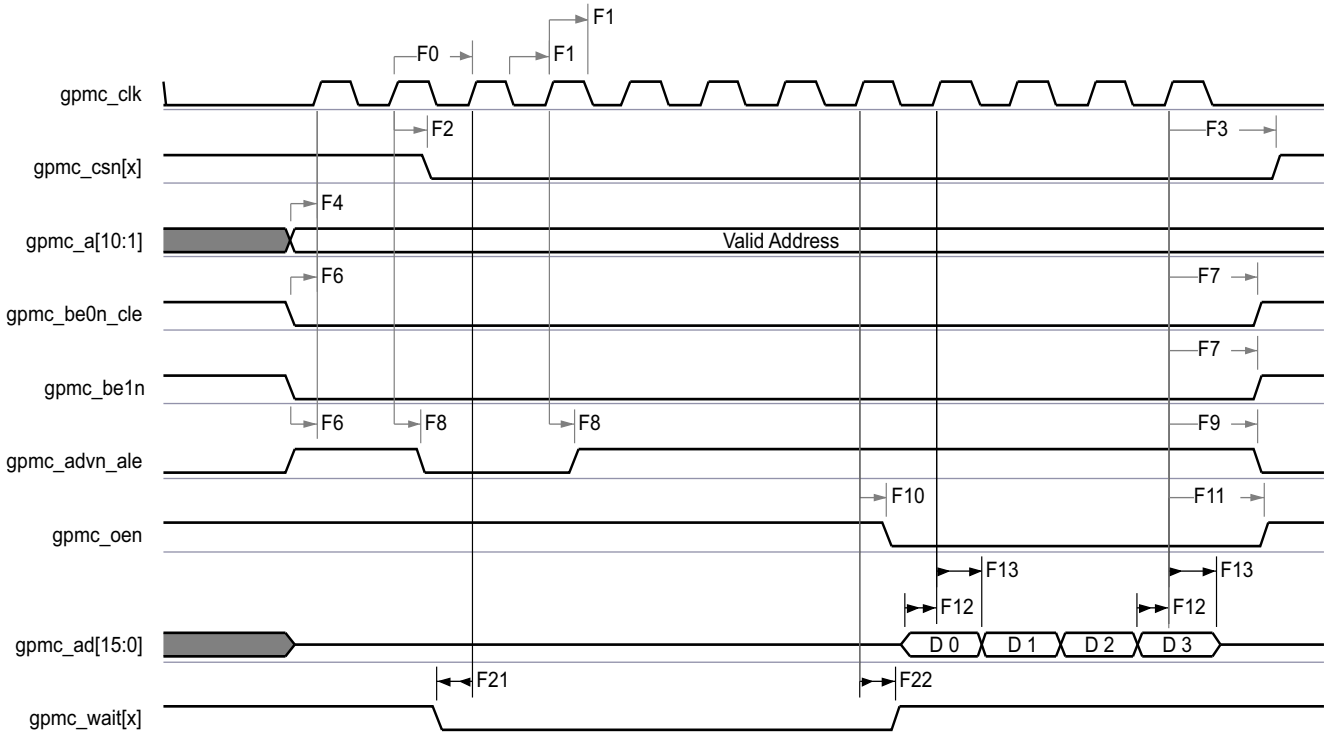 F1
F0
F1
gpmc_clk
F2
F3
gpmc_csn[x]
F4
gpmc_a[10:1]
Valid Address
F6
F7
gpmc_be0n_cle
F7
gpmc_be1n
F6
F8
F8
F9
gpmc_advn_ale
F10
F11
gpmc_oen
F13
F13
F12
F12
gpmc_ad[15:0]
D 0
D 1
D 2
D 3
F21
F22
gpmc_wait[x]